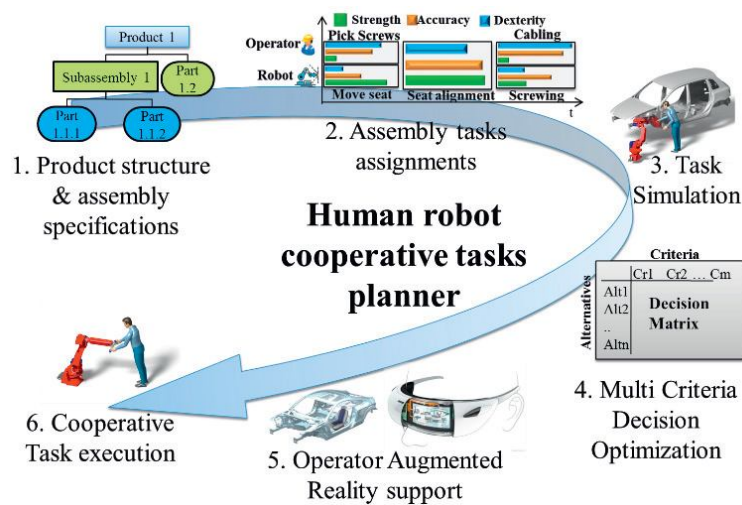 Product 1
Subassembly 1
Part
1.2
Part
1.1.1
Part
1.1.2
1. Product structure
& assembly
specifications
Strength Accuracy Dexterity
Operator
Pick Screws
Cabling
Robot
Move seat
Seat alignment
Screwing
t
2. Assembly tasks
assignments
3. Task
Simulation
Human robot
cooperative tasks
planner
Criteria
Alternatives
Cr1 Cr2 ... Cm
Alt1
Alt2
..
Altn
Decision
Matrix
4. Multi Criteria
Decision
Optimization
5. Operator Augmented
Reality support
6. Cooperative
Task execution